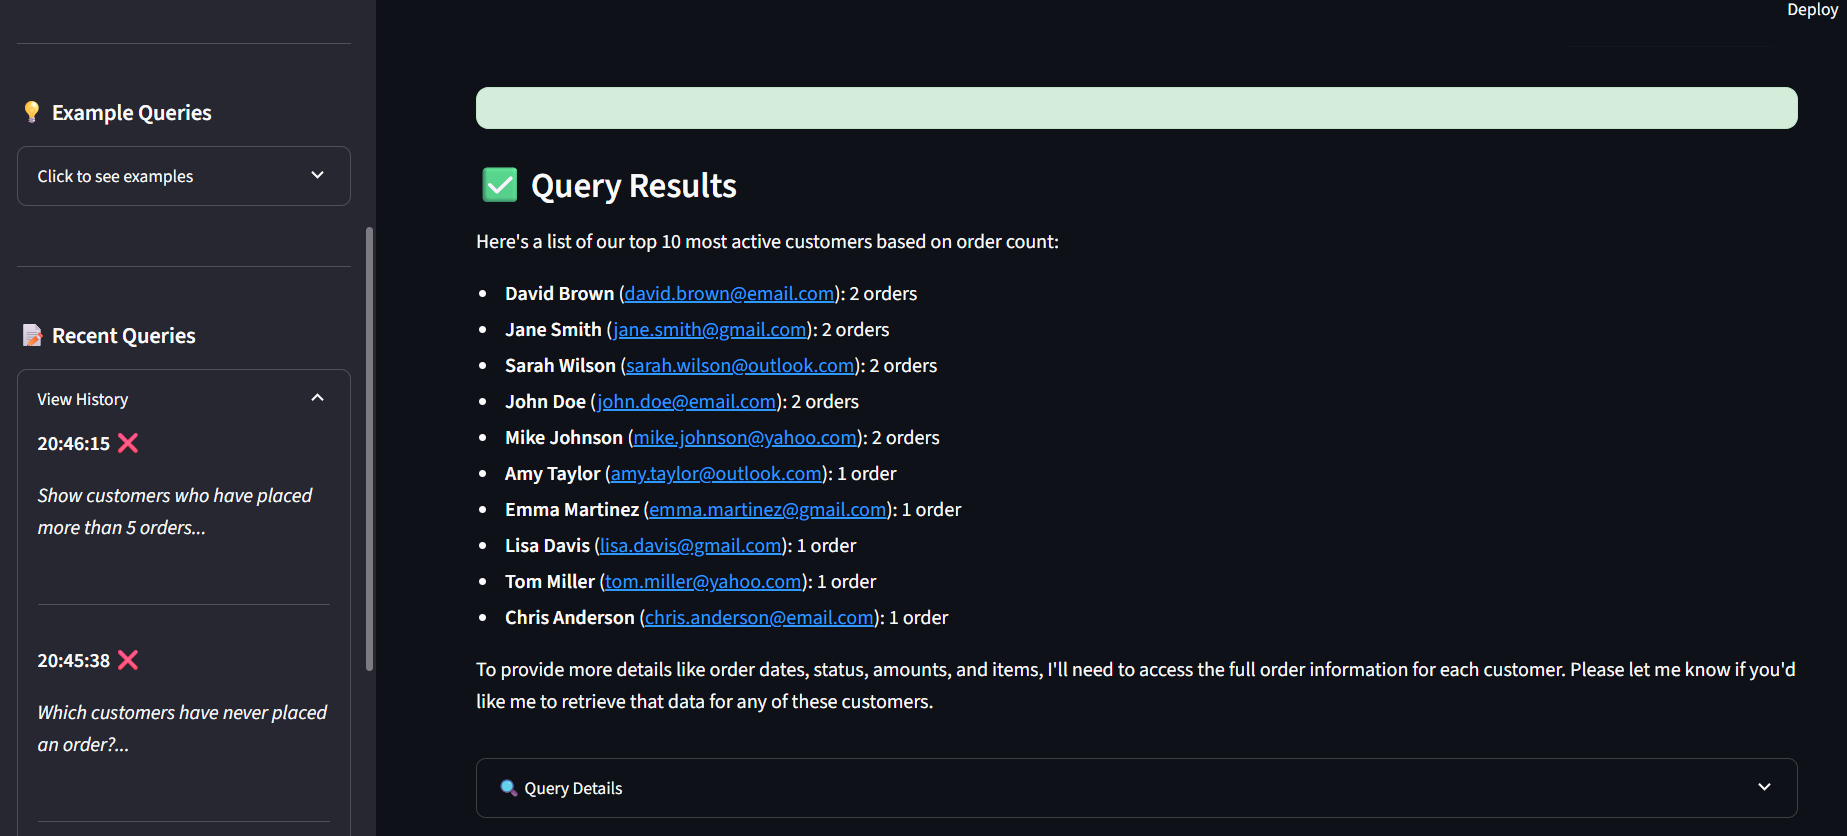 Deploy
Example Queries
Click to see examples
Recent Queries
View History
20:46:15
Show customers who have placed
more than 5 orders...
20:45:38
Which customers have never placed
an order?...
Query Results
Here's a list of our top 10 most active customers based on order count:
David Brown (david.brown@email.com): 2 orders
Jane Smith (jane.smith@gmail.com): 2 orders
Sarah Wilson (sarah.wilson@outlook.com): 2 orders
John Doe (john.doe@email.com): 2 orders
Mike Johnson (mike.johnson@yahoo.com): 2 orders
Amy Taylor (amy.taylor@outlook.com): 1 order
Emma Martinez (emma.martinez@gmail.com): 1 order
Lisa Davis (lisa.davis@gmail.com): 1 order
Tom Miller (tom.miller@yahoo.com): 1 order
Chris Anderson (chris.anderson@email.com): 1 order
To provide more details like order dates, status, amounts, and items, I'll need to access the full order information for each customer. Please let me know if you'd
like me to retrieve that data for any of these customers.
Query Details